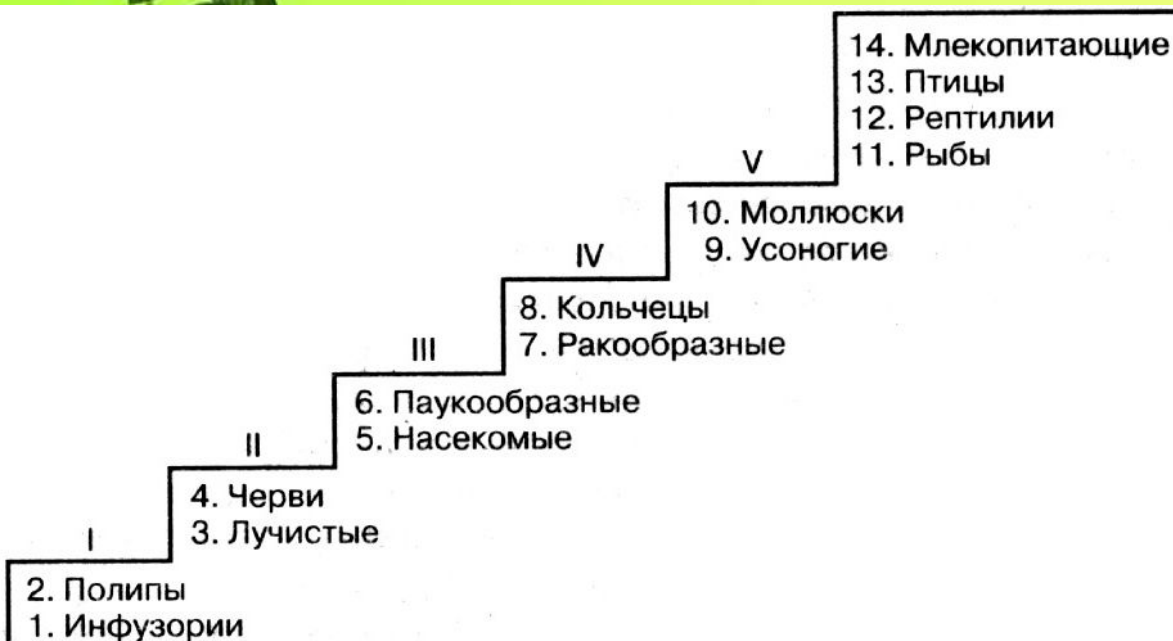 14. Млекопитающие
13. Птицы
12. Рептилии
11. Рыбы
V
10. Моллюски
9. Усоногие
IV
8. Кольчецы
7. Ракообразные
III
6. Паукообразные
5. Насекомые
II
4. Черви
3. Лучистые
I
2. Полипы
1. Инфузории